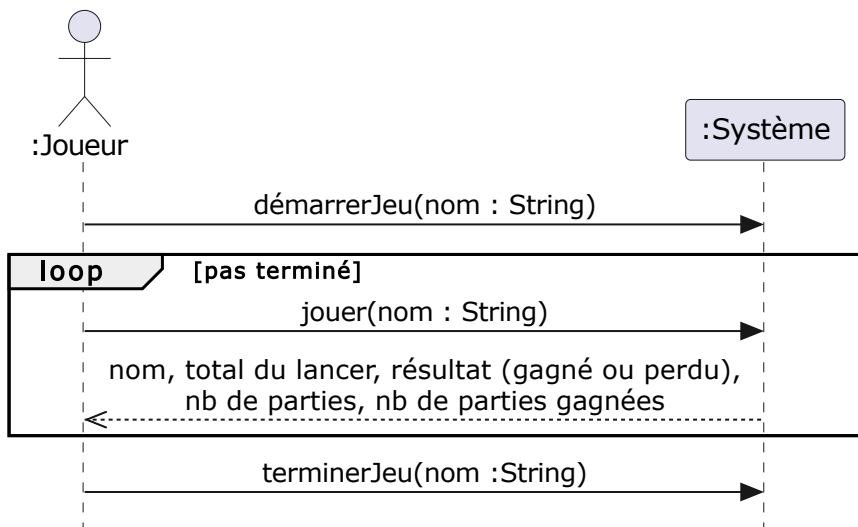 :Joueur
:Système
démarrerJeu(nom : String)
loop
[pas terminé]
jouer(nom : String)
nom, total du lancer, résultat (gagné ou perdu),
nb de parties, nb de parties gagnées
terminerJeu(nom :String)